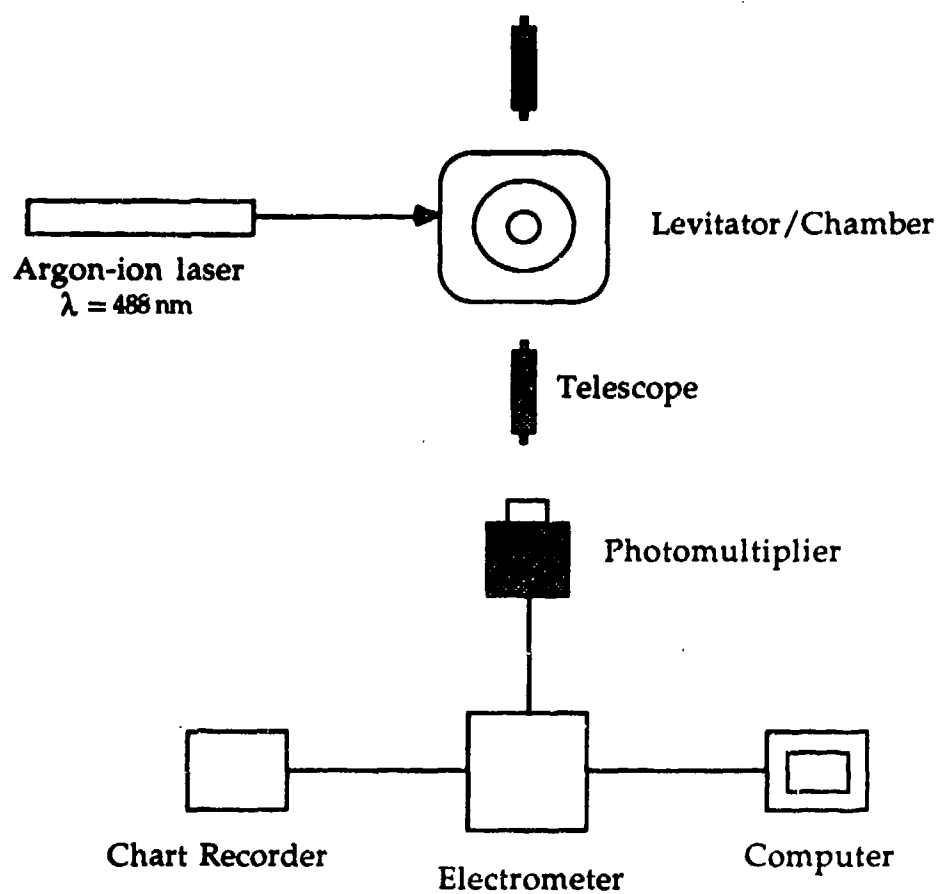 Levitator/Chamber
Argon-ion laser
λ = 488 nm
Telescope
Photomultiplier
Chart Recorder
Electrometer
Computer